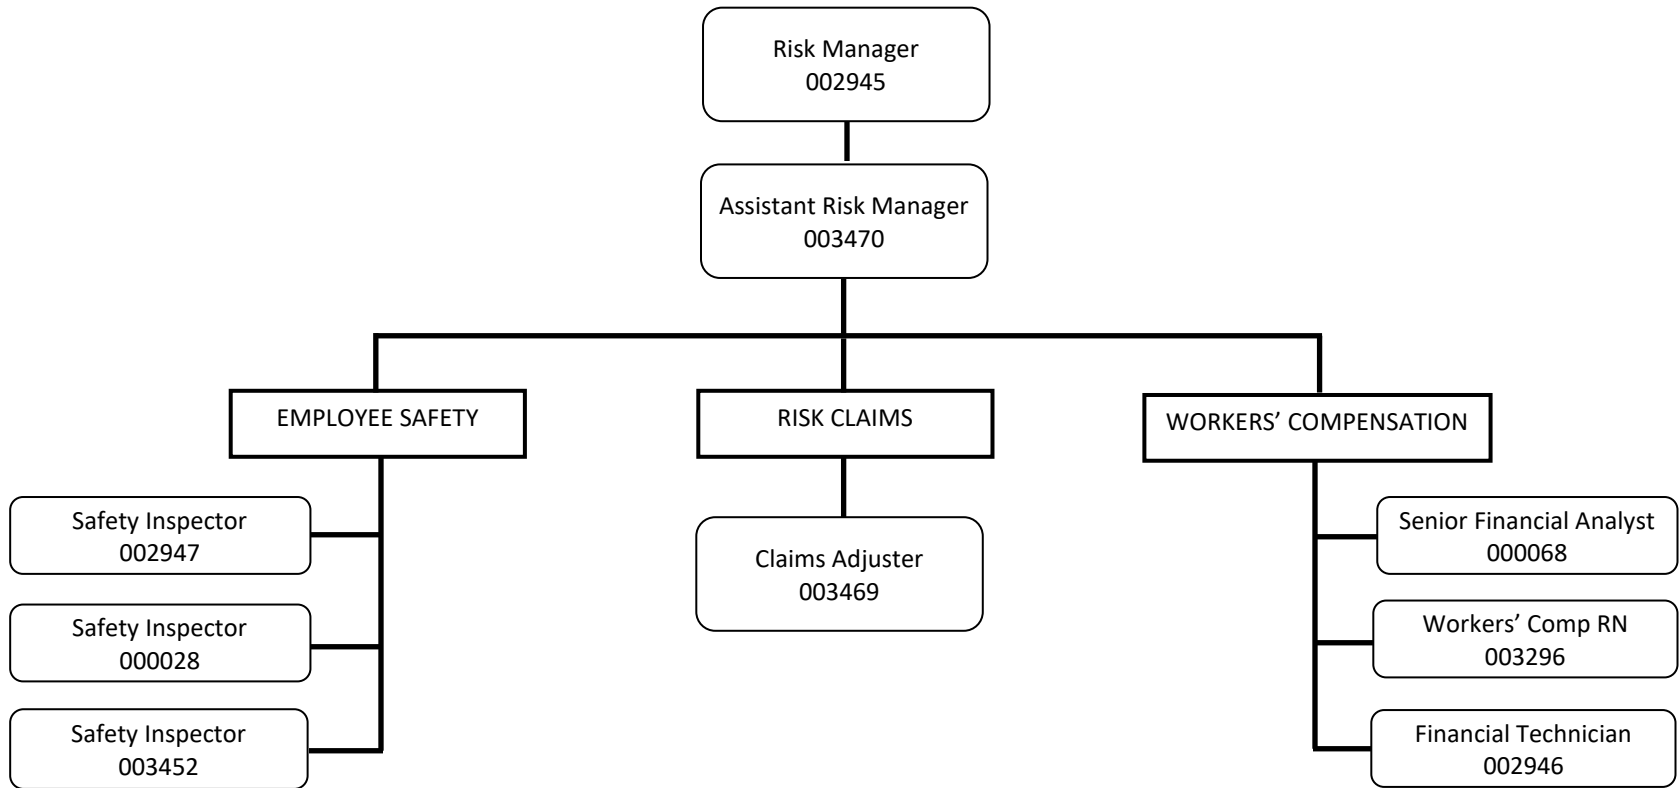 Risk Manager
002945
Assistant Risk Manager
003470
EMPLOYEE SAFETY
RISK CLAIMS
WORKERS’ COMPENSATION
Safety Inspector
002947
Safety Inspector
000028
Safety Inspector
003452
Claims Adjuster
003469
Senior Financial Analyst
000068
Workers’ Comp RN
003296
Financial Technician
002946